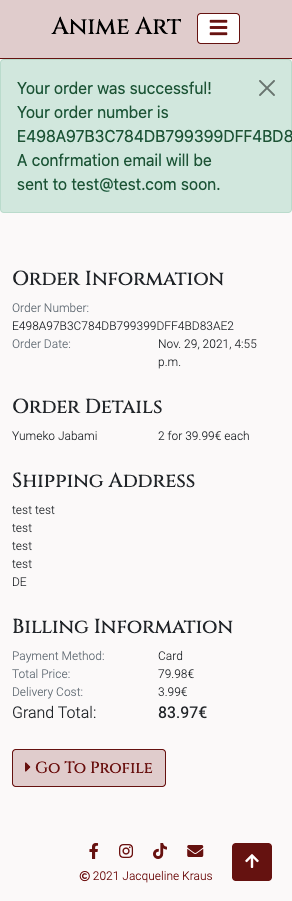 Anime Art
Your order was successful!
Your order number is
E498A97B3C784DB799399DFF4BD8
A confrmation email will be
sent to test@test.com soon.
Order Information
Order Number:
E498A97B3C784DB799399DFF4BD83AE2
Order Date: Nov. 29, 2021, 4:55
p.m.
Order Details
Yumeko Jabami 2 for 39.99€ each
Shipping Address
test test
test
test
test
DE
Billing Information
Payment Method: Card
Total Price: 79.98€
Delivery Cost: 3.99€
Grand Total: 83.97€
Go To Profile
© 2021 Jacqueline Kraus